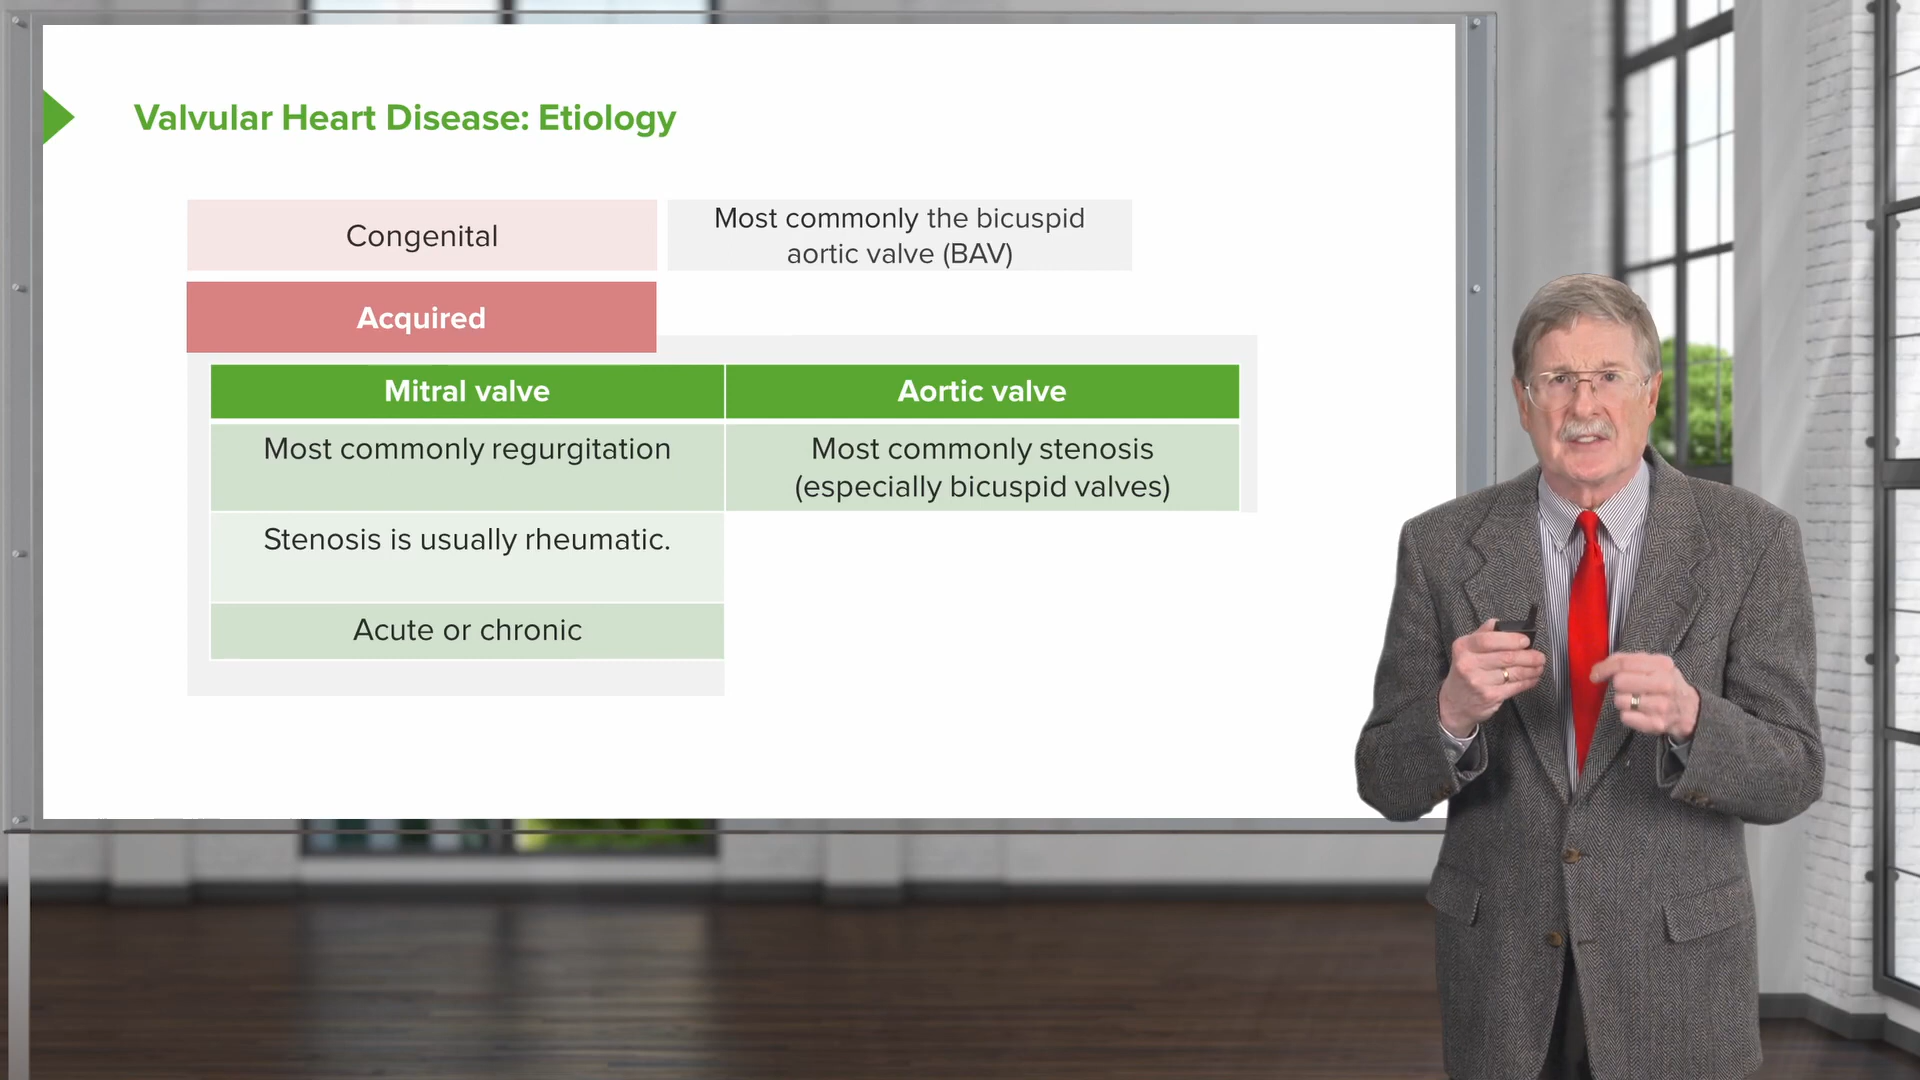 Valvular Heart Disease: Etiology
Congenital
Most commonly the bicuspid
aortic valve (BAV)
Acquired
Mitral valve
Aortic valve
Most commonly regurgitation
Most commonly stenosis
(especially bicuspid valves)
Stenosis is usually rheumatic.
Acute or chronic